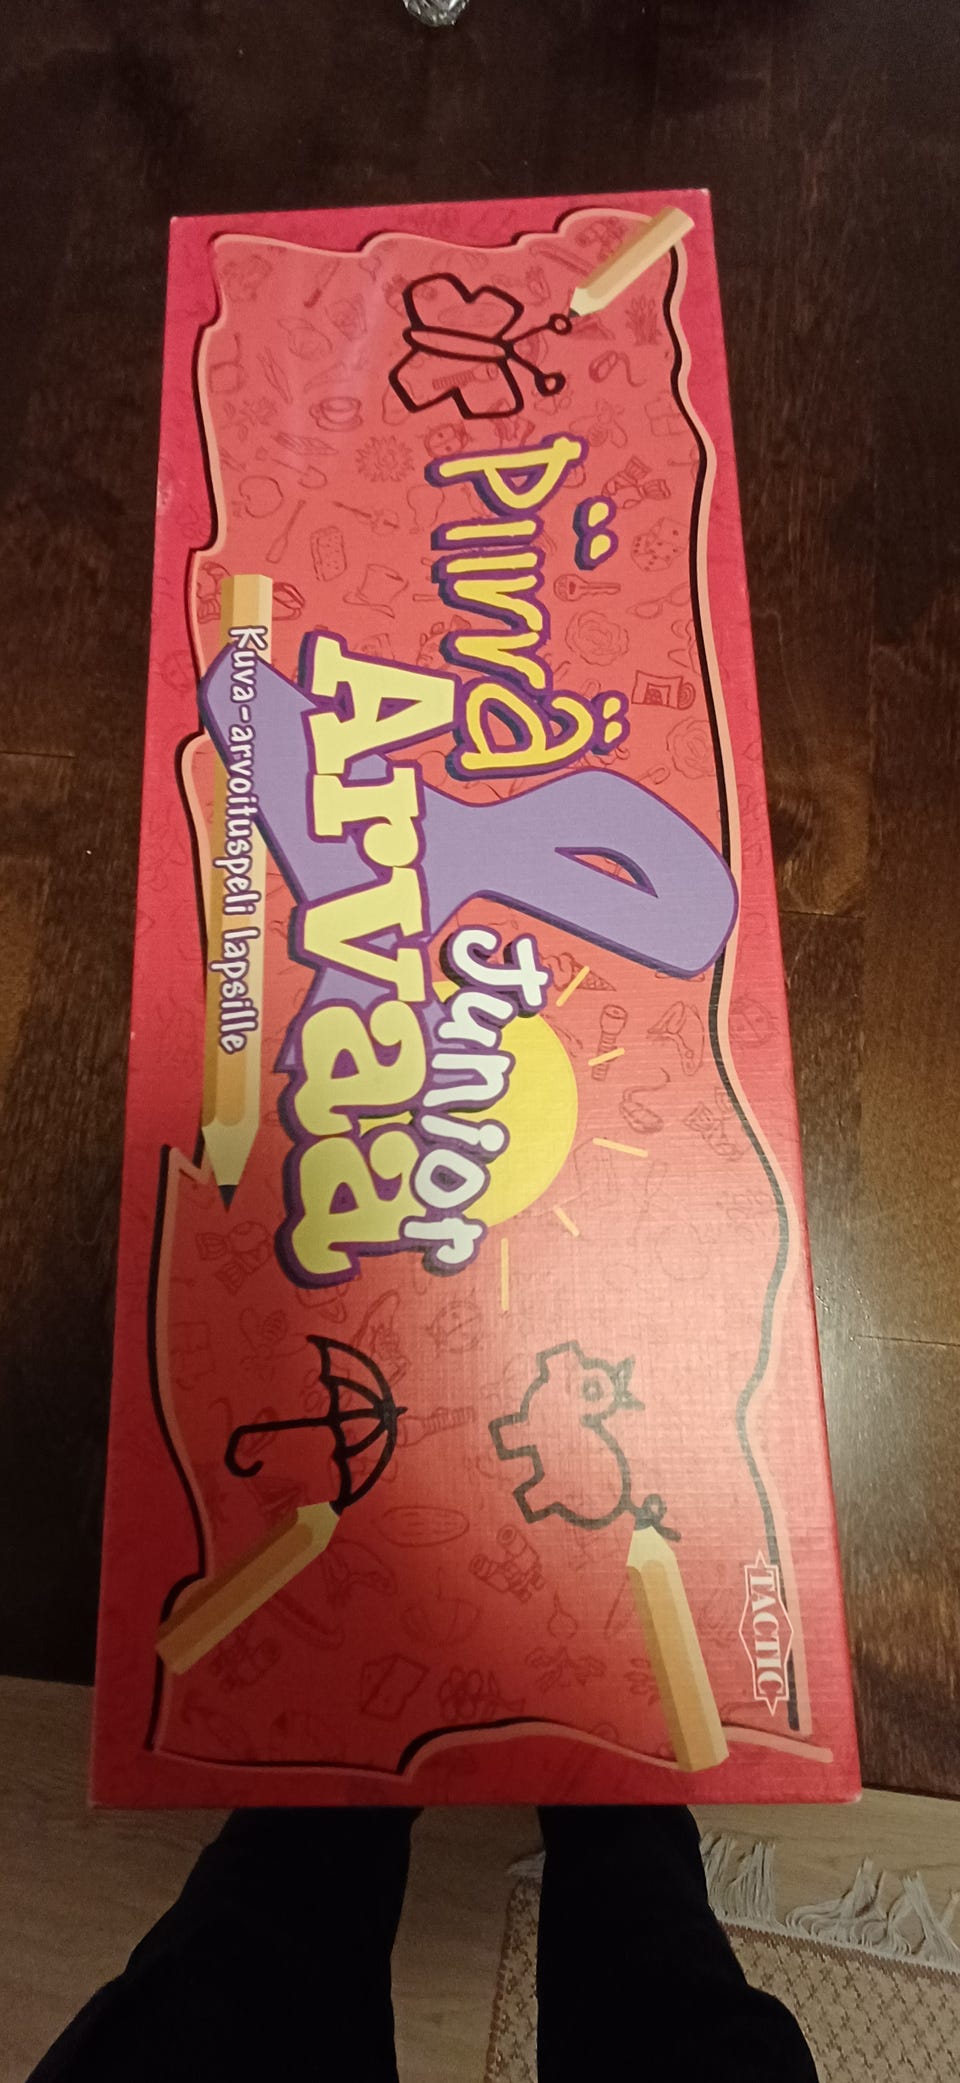 TACTIC
Piirrä &
Junior
Arvaa
Kuva-arvoituspeli lapsille